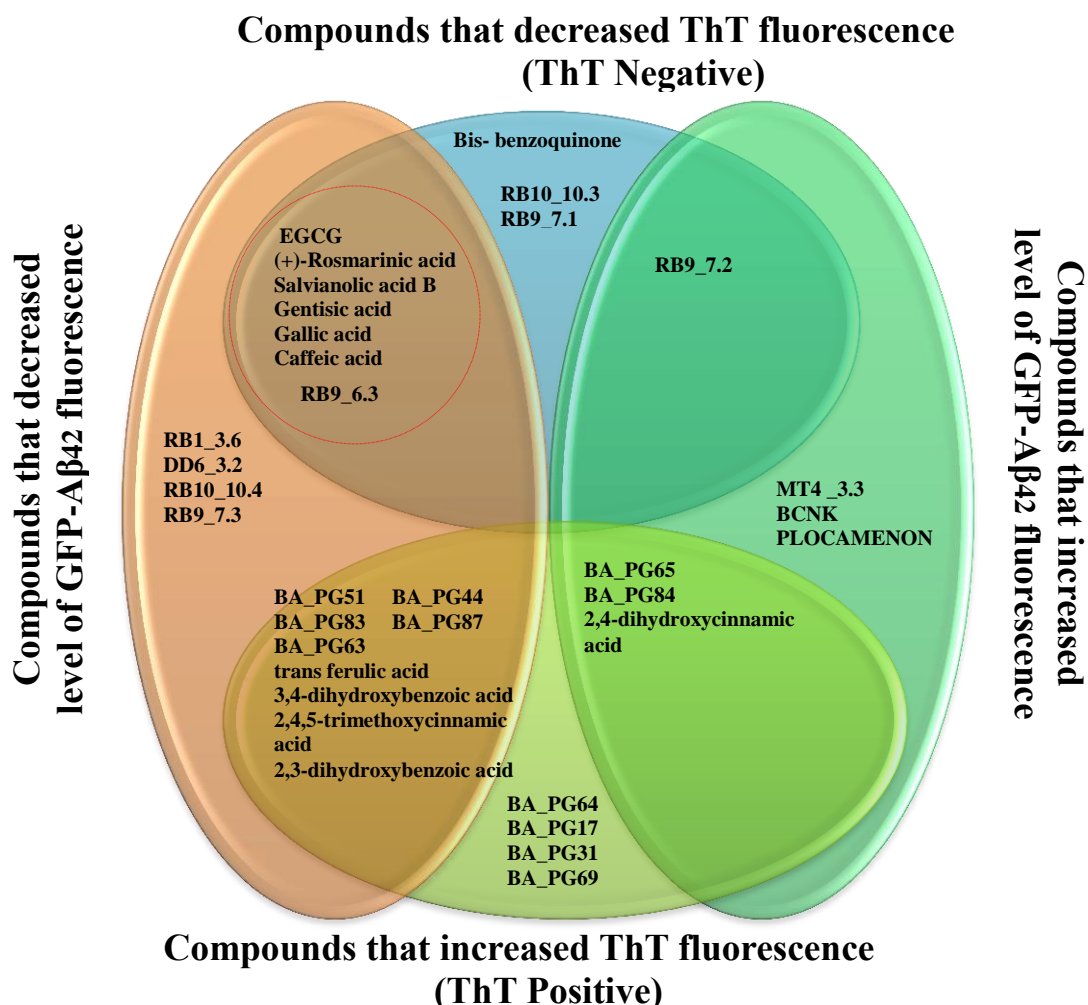 Compounds that decreased ThT fluorescence
(ThT Negative)
Compounds that decreased
level of GFP-Aβ42 fluorescence
Bis- benzoquinone
RB10_10.3
RB9_7.1
EGCG
(+)-Rosmarinic acid
Salvianolic acid B
Gentisic acid
Gallic acid
Caffeic acid
RB9_6.3
RB9_7.2
RB1_3.6
DD6_3.2
RB10_10.4
RB9_7.3
MT4 _3.3
BCNK
PLOCAMENON
BA_PG51 BA_PG44
BA_PG83 BA_PG87
BA_PG63
trans ferulic acid
3,4-dihydroxybenzoic acid
2,4,5-trimethoxycinnamic
acid
2,3-dihydroxybenzoic acid
BA_PG65
BA_PG84
2,4-dihydroxycinnamic
acid
BA_PG64
BA_PG17
BA_PG31
BA_PG69
Compounds that increased
level of GFP-Aβ42 fluorescence
Compounds that increased ThT fluorescence
(ThT Positive)